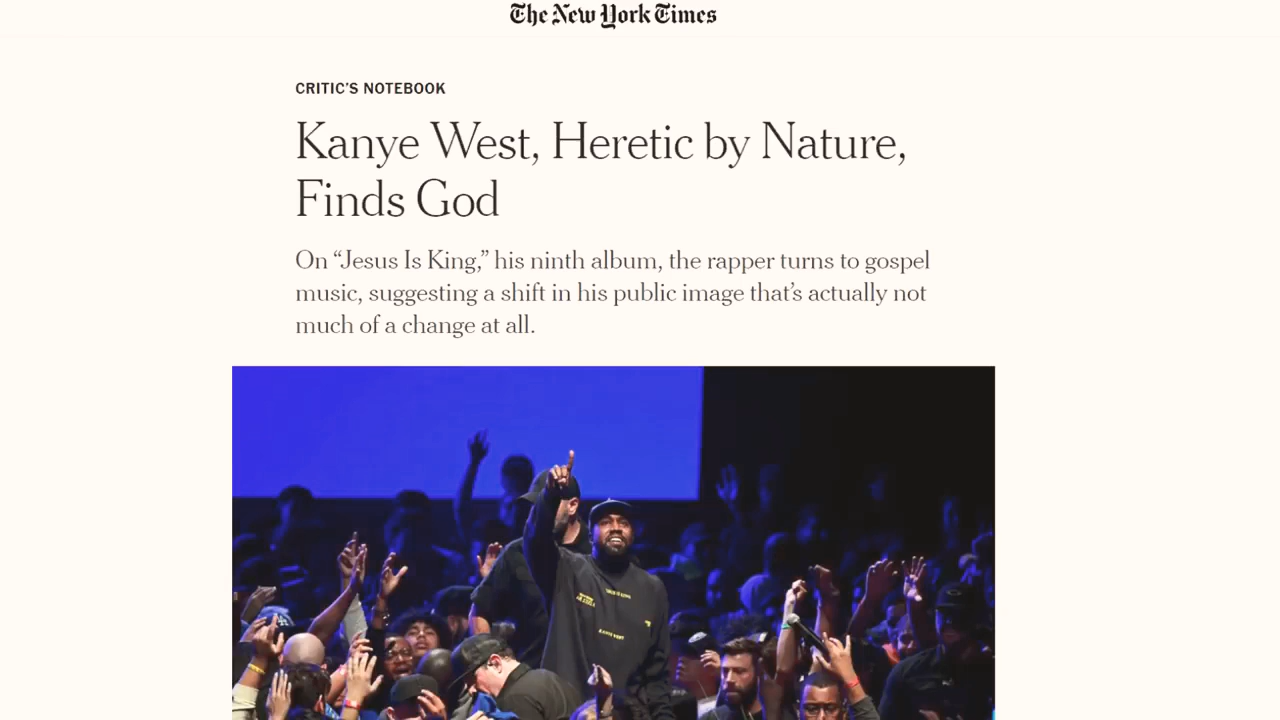 The New York Times
CRITIC'S NOTEBOOK
Kanye West, Heretic by Nature,
Finds God
On “Jesus Is King,” his ninth album, the rapper turns to gospel
music, suggesting a shift in his public image that’s actually not
much of a change at all.